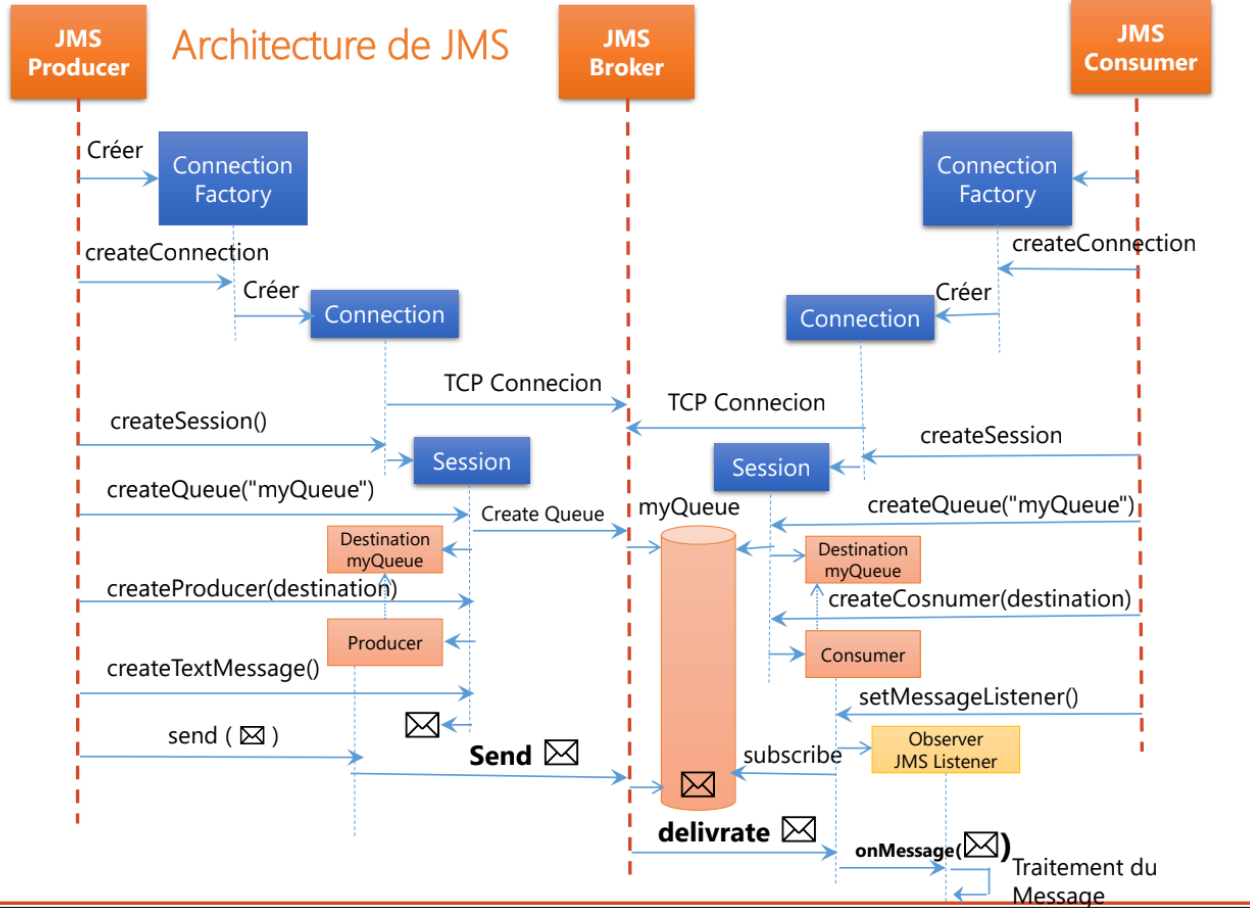 JMS
Producer
Architecture de JMS
JMS
Broker
JMS
Consumer
Créer
Connection
Factory
Connection
Factory
createConnection
createConnection
Créer
Connection
Créer
Connection
TCP Connecion
TCP Connecion
createSession()
createSession
Session
Session
createQueue("myQueue")
Create Queue
myQueue
createQueue("myQueue")
Destination
myQueue
Destination
myQueue
createProducer(destination)
createCosnumer(destination)
Producer
Consumer
createTextMessage()
setMessageListener()
send ( ✉ )
Send ✉
subscribe
Observer
JMS Listener
delivrate ✉
onMessage(✉)
Traitement du
Message